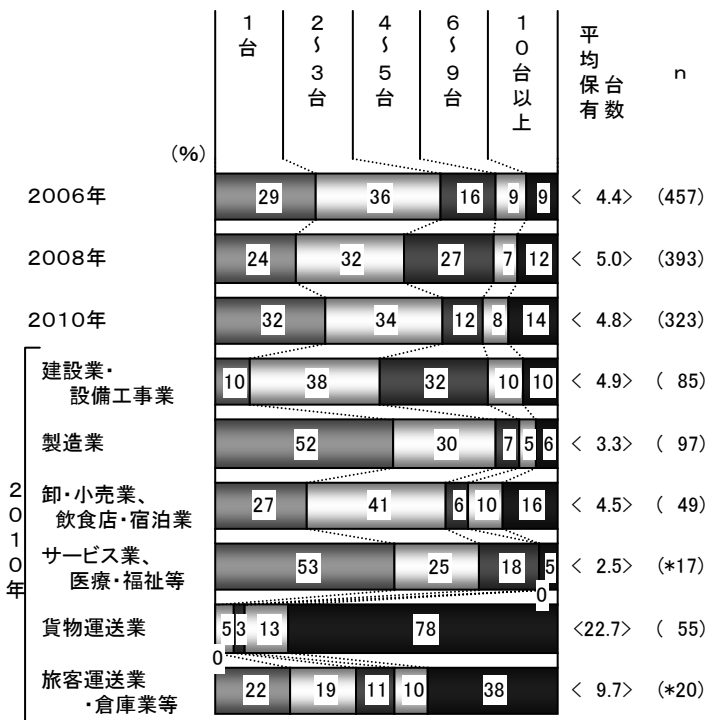 1台
2～3台
4～5台
6～9台
10台以上
平均保有台数
n
(%)
2006年 29 36 16 9 9 < 4.4> (457)
2008年 24 32 27 7 12 < 5.0> (393)
2010年 32 34 12 8 14 < 4.8> (323)
2010年
建設業・
設備工事業 10 38 32 10 10 < 4.9> ( 85)
製造業 52 30 7 5 6 < 3.3> ( 97)
卸・小売業、
飲食店・宿泊業 27 41 6 10 16 < 4.5> ( 49)
サービス業、
医療・福祉等 53 25 18 0 5 < 2.5> (*17)
貨物運送業 0 5 3 13 78 <22.7> ( 55)
旅客運送業
・倉庫業等 22 19 11 10 38 < 9.7> (*20)